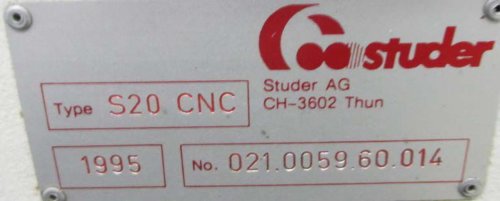 studer
Studer AG
CH-3602 Thun
Type S20 CNC
1995 No. 021.0059.60.014